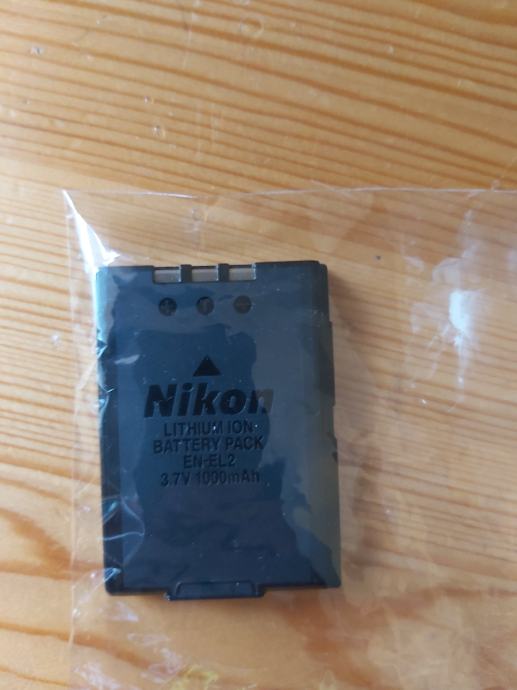 Nikon
LITHIUM ION
BATTERY PACK
EN-EL2
3.7V 1000mAh